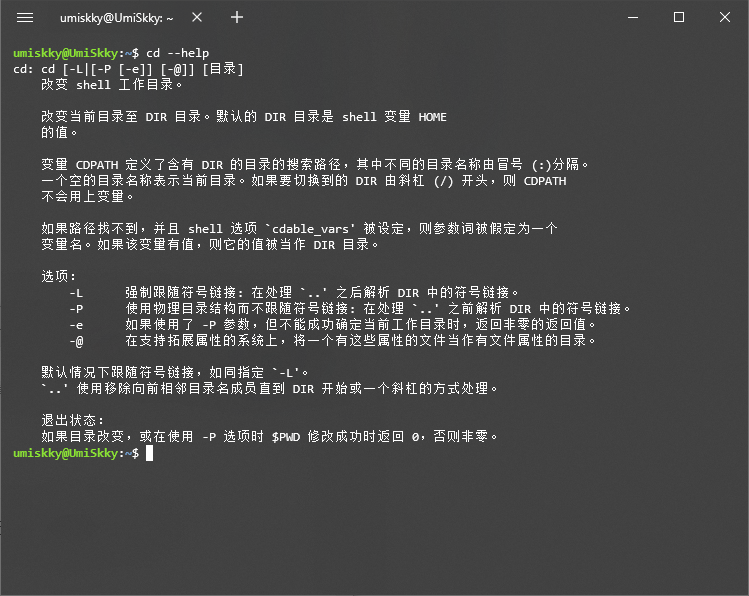 umiskky@UmiSkky: ~
umiskky@UmiSkky:~$ cd --help
cd: cd [-L|[-P [-e]] [-@]] [目录]
改变 shell 工作目录。
改变当前目录至 DIR 目录。默认的 DIR 目录是 shell 变量 HOME
的值。
变量 CDPATH 定义了含有 DIR 的目录的搜索路径，其中不同的目录名称由冒号 (:)分隔。
一个空的目录名称表示当前目录。如果要切换到的 DIR 由斜杠 (/) 开头，则 CDPATH
不会用上变量。
如果路径找不到，并且 shell 选项 `cdable_vars' 被设定，则参数词被假定为一个
变量名。如果该变量有值，则它的值被当作 DIR 目录。
选项：
-L 强制跟随符号链接: 在处理 `..' 之后解析 DIR 中的符号链接。
-P 使用物理目录结构而不跟随符号链接: 在处理 `..' 之前解析 DIR 中的符号链接。
-e 如果使用了 -P 参数，但不能成功确定当前工作目录时，返回非零的返回值。
-@ 在支持拓展属性的系统上，将一个有这些属性的文件当作有文件属性的目录。
默认情况下跟随符号链接，如同指定 `-L'。
`..' 使用移除向前相邻目录名成员直到 DIR 开始或一个斜杠的方式处理。
退出状态：
如果目录改变，或在使用 -P 选项时 $PWD 修改成功时返回 0，否则非零。
umiskky@UmiSkky:~$